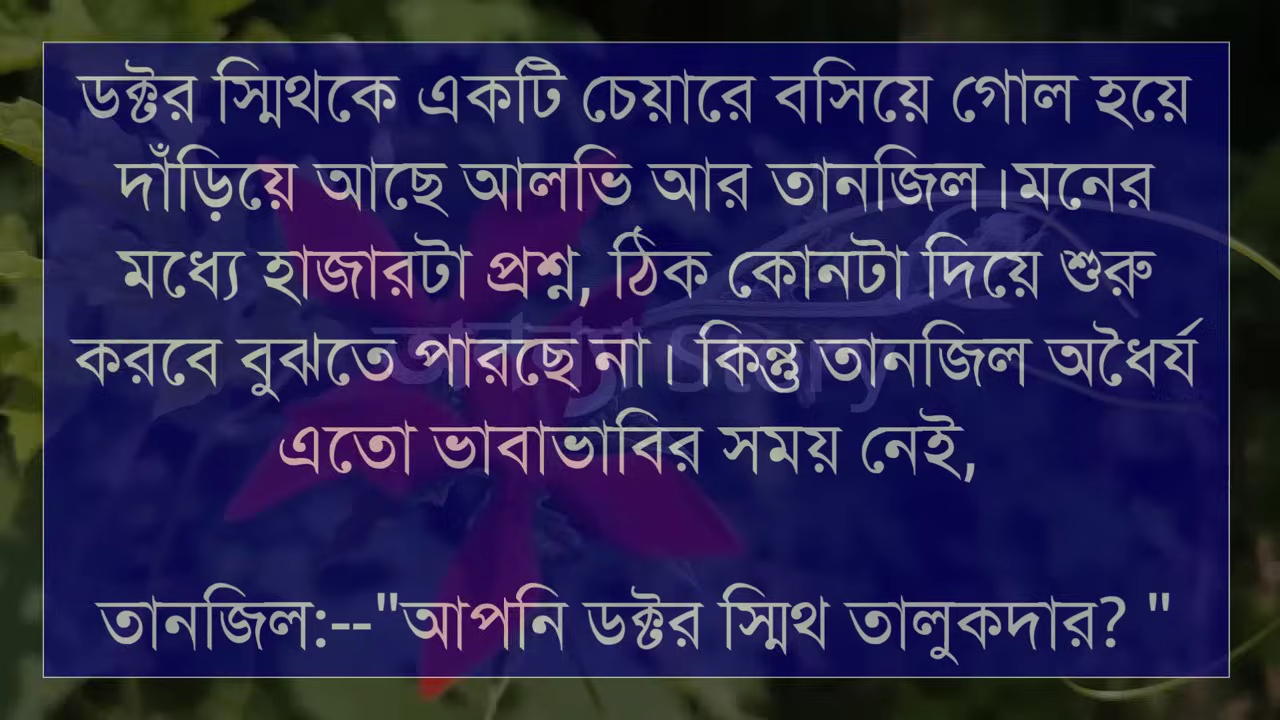 ডক্টর স্মিথকে একটি চেয়ারে বসিয়ে গোল হয়ে
দাঁড়িয়ে আছে আলভি আর তানজিল।মনের
মধ্যে হাজারটা প্রশ্ন, ঠিক কোনটা দিয়ে শুরু
করবে বুঝতে পারছে না। কিন্তু তানজিল অধৈর্য
এতো ভাবাভাবির সময় নেই,
তানজিল:--"আপনি ডক্টর স্মিথ তালুকদার? "
Story